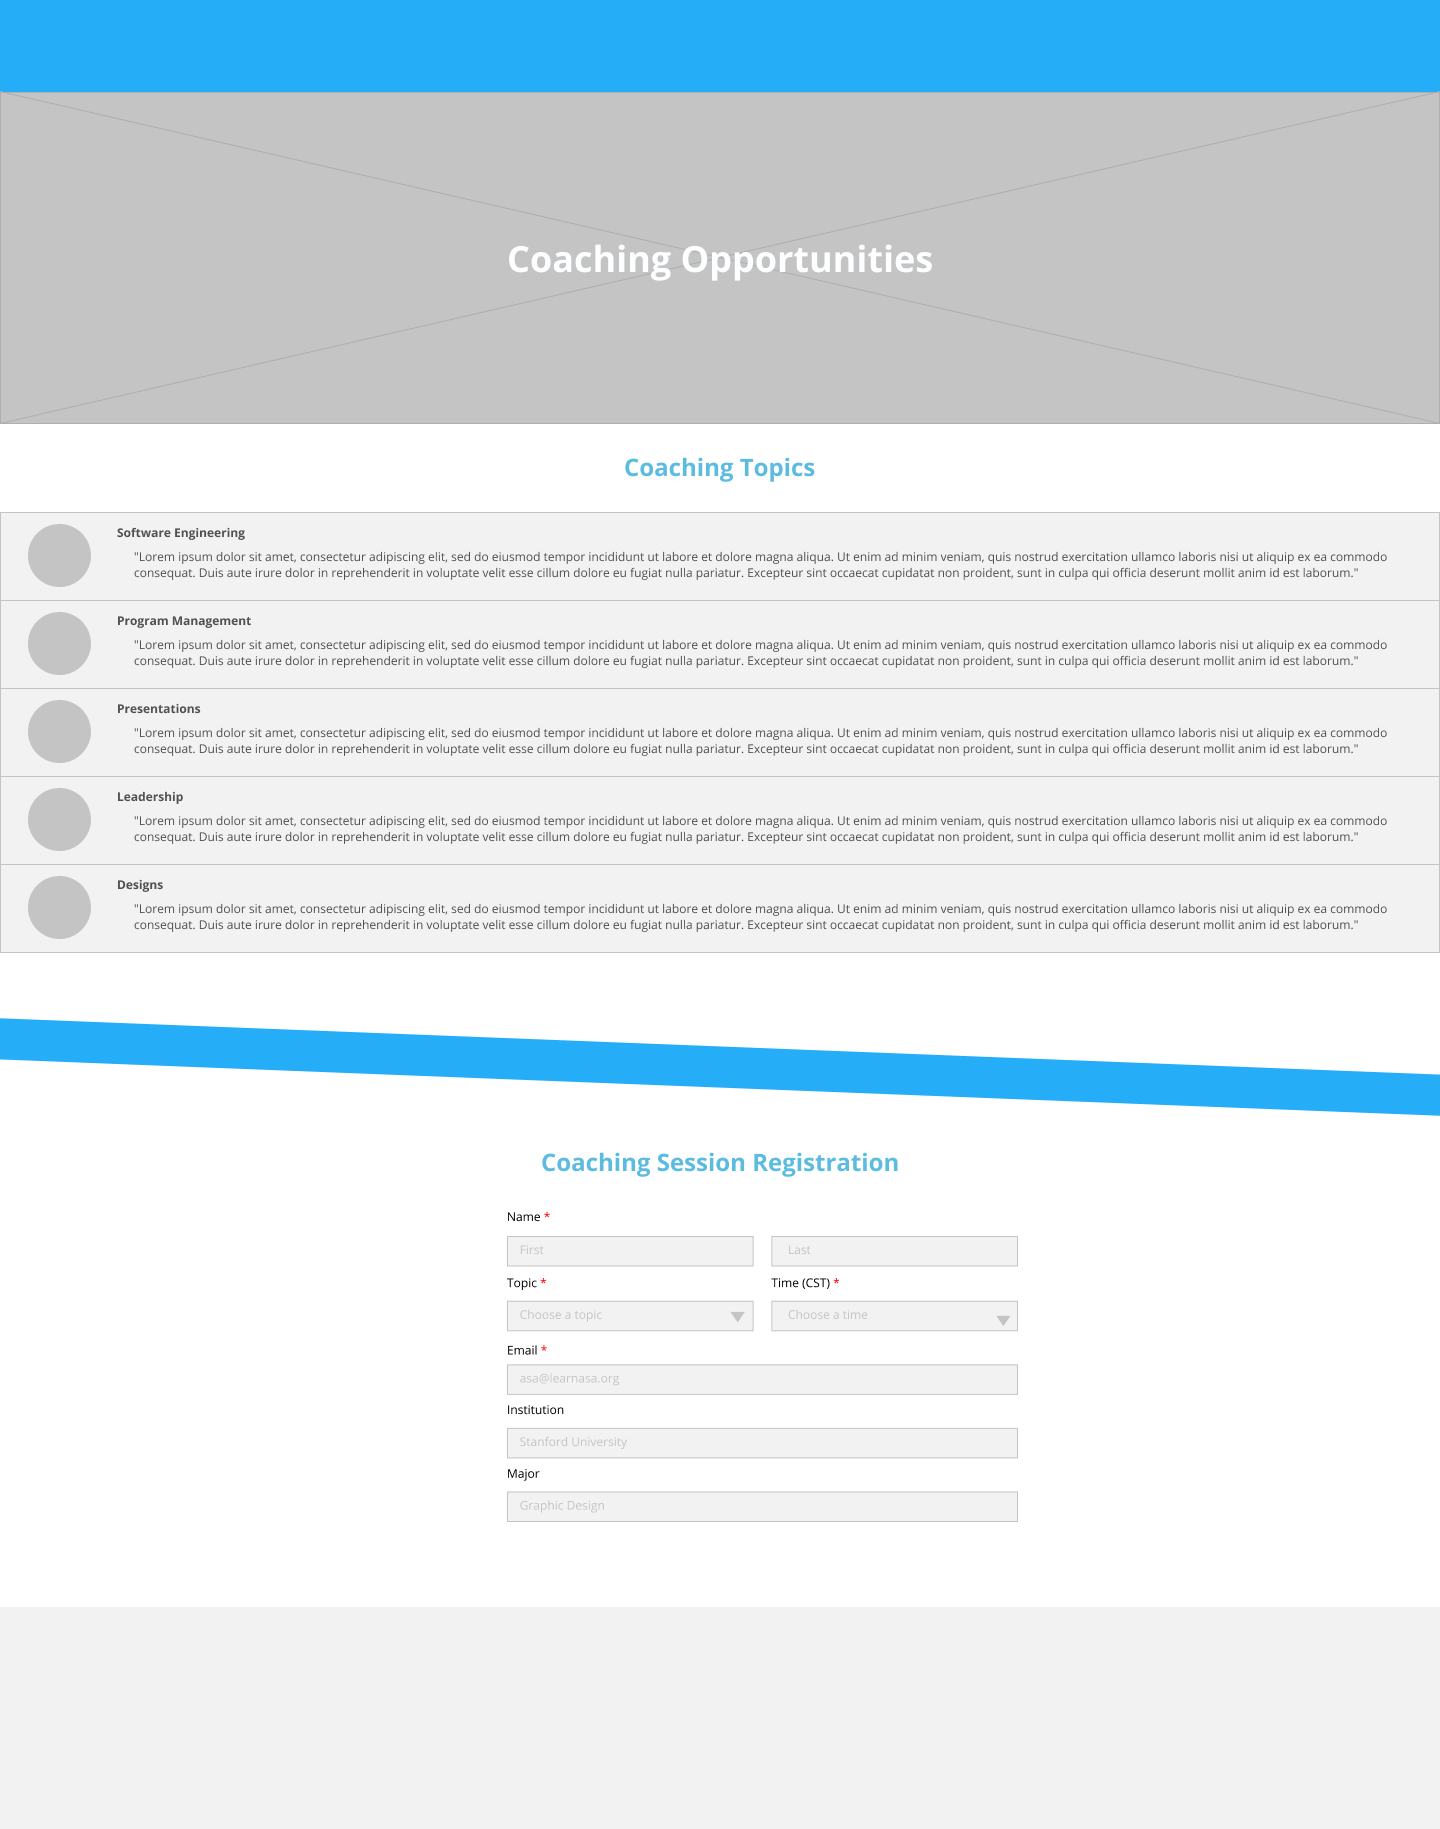 Coaching Opportunities
Coaching Topics
Software Engineering
"Lorem ipsum dolor sit amet, consectetur adipiscing elit, sed do eiusmod tempor incididunt ut labore et dolore magna aliqua. Ut enim ad minim veniam, quis nostrud exercitation ullamco laboris nisi ut aliquip ex ea commodo
consequat. Duis aute irure dolor in reprehenderit in voluptate velit esse cillum dolore eu fugiat nulla pariatur. Excepteur sint occaecat cupidatat non proident, sunt in culpa qui officia deserunt mollit anim id est laborum."
Program Management
"Lorem ipsum dolor sit amet, consectetur adipiscing elit, sed do eiusmod tempor incididunt ut labore et dolore magna aliqua. Ut enim ad minim veniam, quis nostrud exercitation ullamco laboris nisi ut aliquip ex ea commodo
consequat. Duis aute irure dolor in reprehenderit in voluptate velit esse cillum dolore eu fugiat nulla pariatur. Excepteur sint occaecat cupidatat non proident, sunt in culpa qui officia deserunt mollit anim id est laborum."
Presentations
"Lorem ipsum dolor sit amet, consectetur adipiscing elit, sed do eiusmod tempor incididunt ut labore et dolore magna aliqua. Ut enim ad minim veniam, quis nostrud exercitation ullamco laboris nisi ut aliquip ex ea commodo
consequat. Duis aute irure dolor in reprehenderit in voluptate velit esse cillum dolore eu fugiat nulla pariatur. Excepteur sint occaecat cupidatat non proident, sunt in culpa qui officia deserunt mollit anim id est laborum."
Leadership
"Lorem ipsum dolor sit amet, consectetur adipiscing elit, sed do eiusmod tempor incididunt ut labore et dolore magna aliqua. Ut enim ad minim veniam, quis nostrud exercitation ullamco laboris nisi ut aliquip ex ea commodo
consequat. Duis aute irure dolor in reprehenderit in voluptate velit esse cillum dolore eu fugiat nulla pariatur. Excepteur sint occaecat cupidatat non proident, sunt in culpa qui officia deserunt mollit anim id est laborum."
Designs
"Lorem ipsum dolor sit amet, consectetur adipiscing elit, sed do eiusmod tempor incididunt ut labore et dolore magna aliqua. Ut enim ad minim veniam, quis nostrud exercitation ullamco laboris nisi ut aliquip ex ea commodo
consequat. Duis aute irure dolor in reprehenderit in voluptate velit esse cillum dolore eu fugiat nulla pariatur. Excepteur sint occaecat cupidatat non proident, sunt in culpa qui officia deserunt mollit anim id est laborum."
Coaching Session Registration
Name *
First Last
Topic * Time (CST) *
Choose a topic Choose a time
Email *
asa@learnasa.org
Institution
Stanford University
Major
Graphic Design